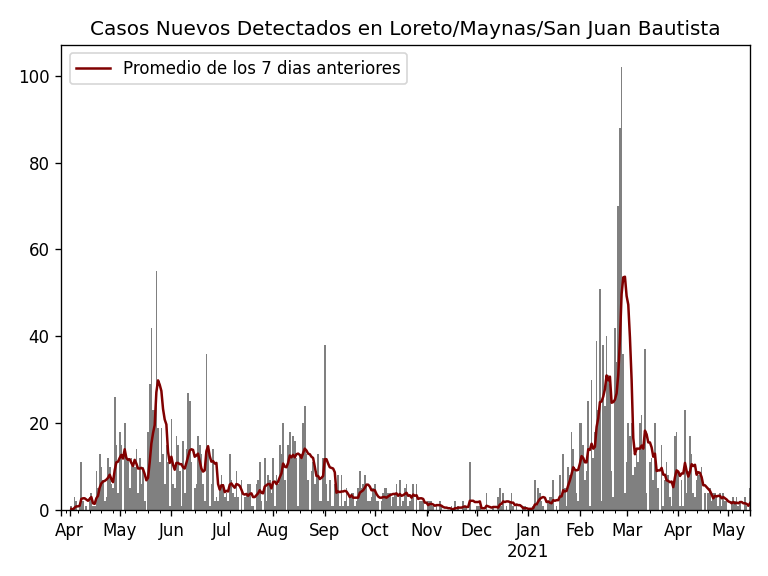 Casos Nuevos Detectados en Loreto/Maynas/San Juan Bautista
Promedio de los 7 dias anteriores
100
80
60
40
20
0
Apr May Jun Jul Aug Sep Oct Nov Dec Jan Feb Mar Apr May
2021